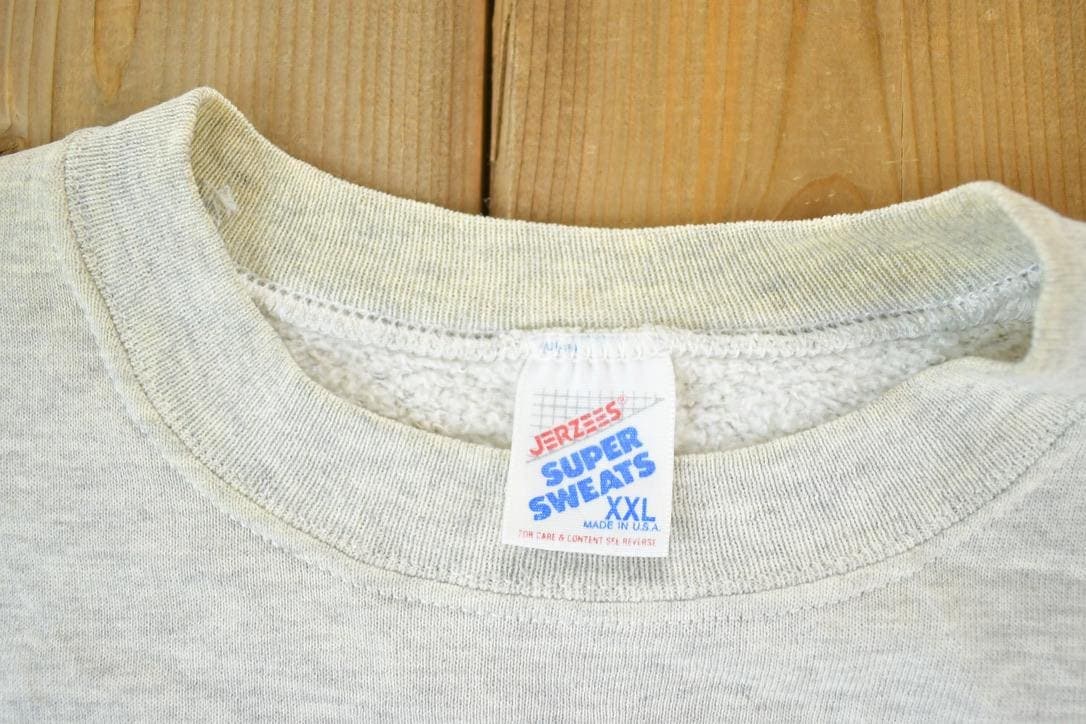 JERZEES®
SUPER
SWEATS
XXL
MADE IN U.S.A.
FOR CARE & CONTENT SEE REVERSE